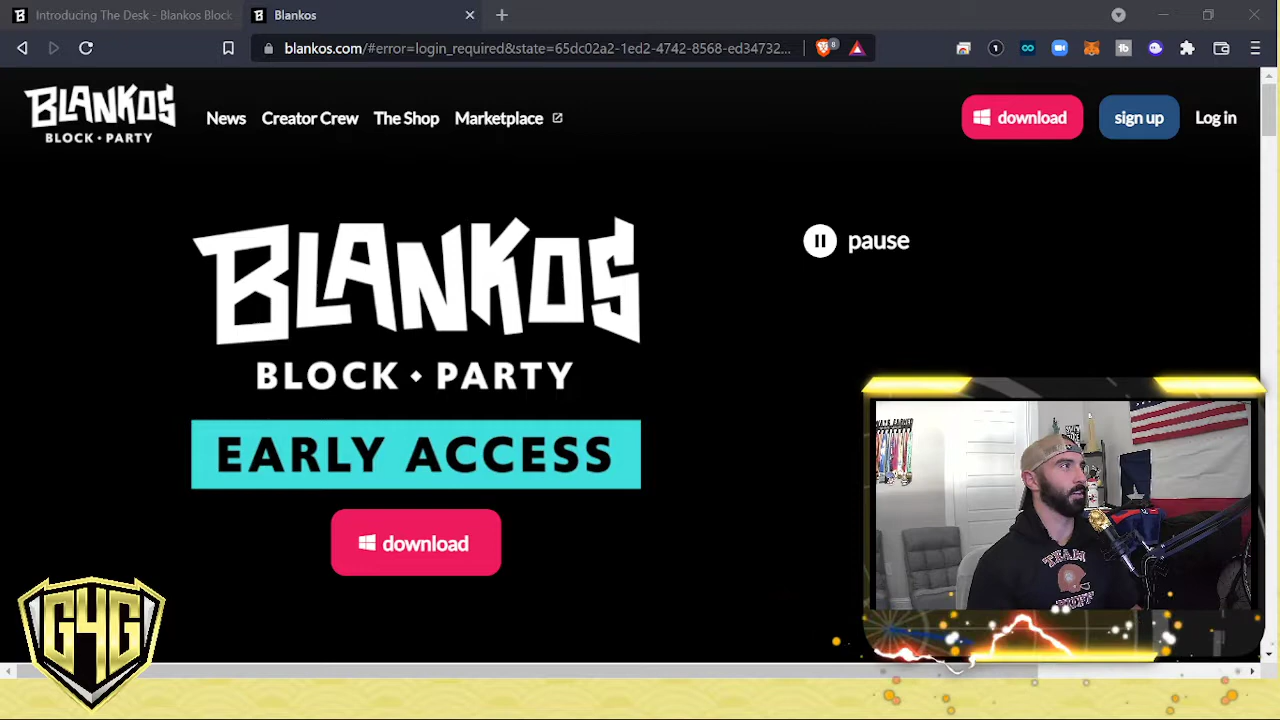 Introducing The Desk - Blankos Block
Blankos
blankos.com/#error=login_required&state=65dc02a2-1ed2-4742-8568-ed34732...
8
BLANKOS
BLOCK • PARTY
News
Creator Crew
The Shop
Marketplace
download
sign up
Log in
BLANKOS
BLOCK • PARTY
pause
EARLY ACCESS
download
TEAM
G4G